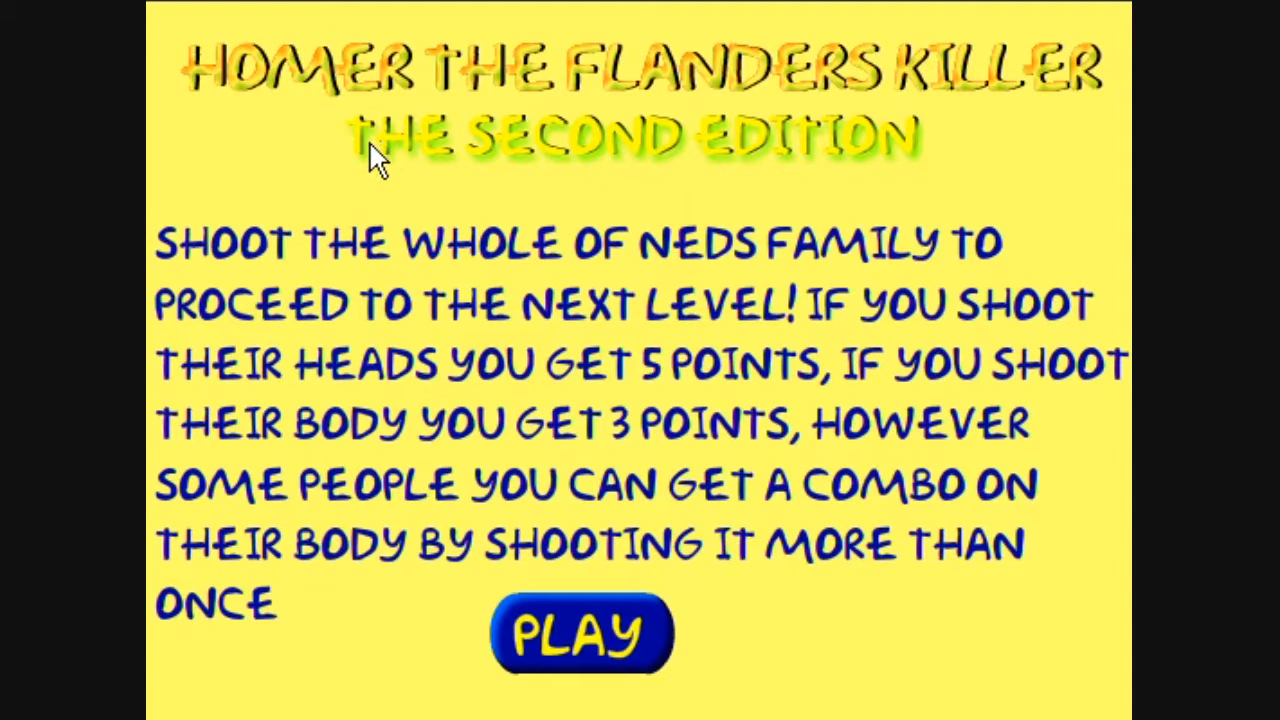 HOMER THE FLANDERS KILLER
THE SECOND EDITION
SHOOT THE WHOLE OF NEDS FAMILY TO
PROCEED TO THE NEXT LEVEL! IF YOU SHOOT
THEIR HEADS YOU GET 5 POINTS, IF YOU SHOOT
THEIR BODY YOU GET 3 POINTS, HOWEVER
SOME PEOPLE YOU CAN GET A COMBO ON
THEIR BODY BY SHOOTING IT MORE THAN
ONCE
PLAY